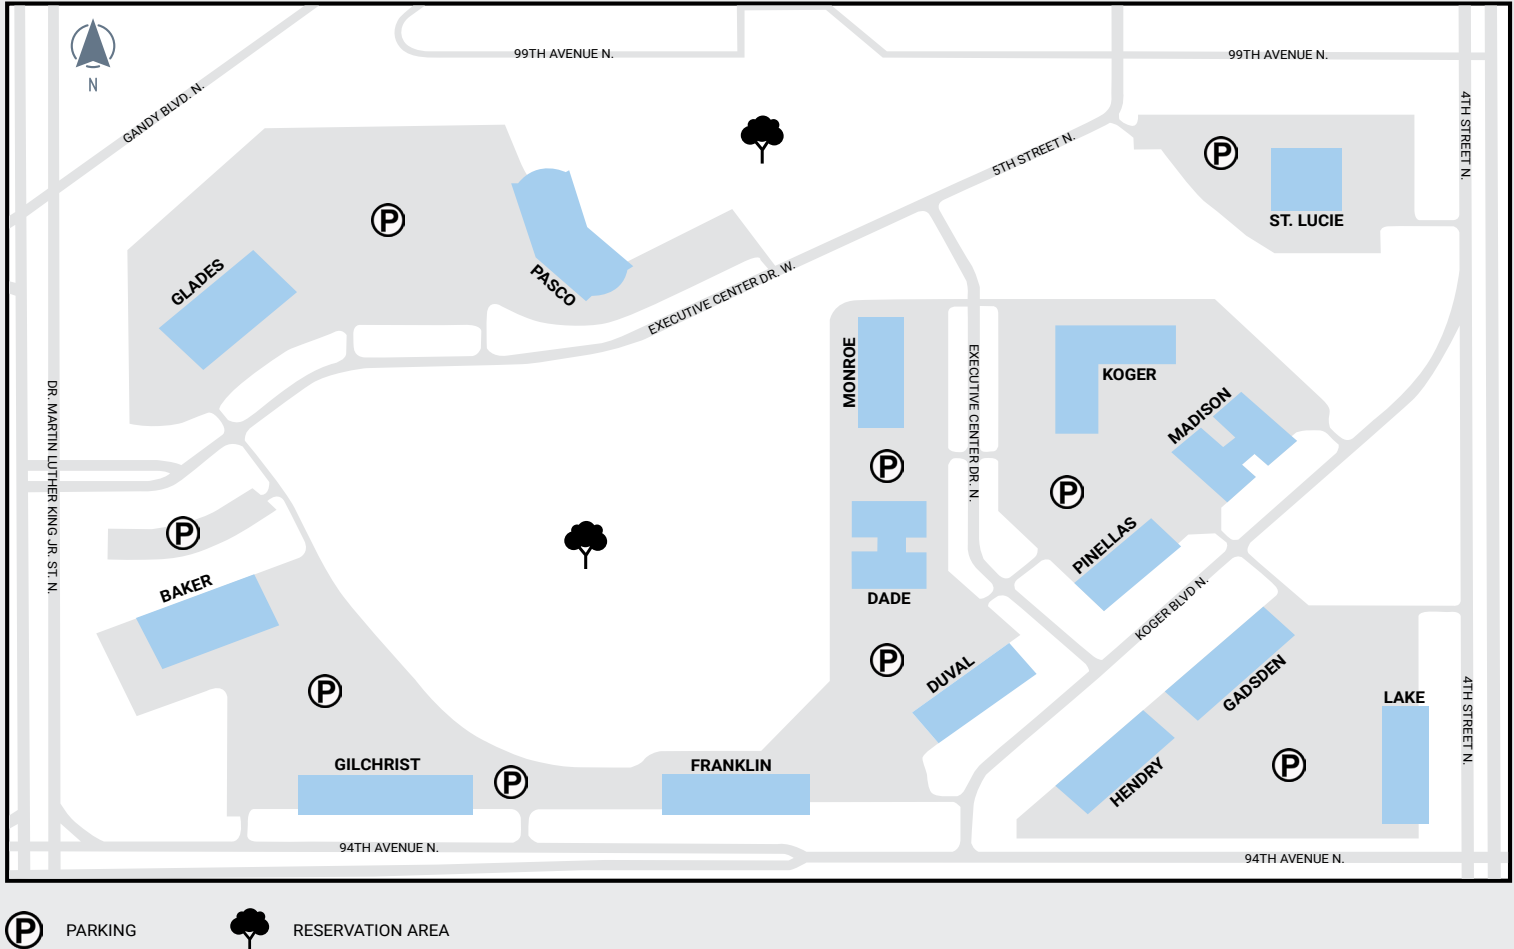 99TH AVENUE N.
99TH AVENUE N.
N
GANDY BLVD. N.
4TH STREET N.
5TH STREET N.
P
P
ST. LUCIE
GLADES
PASCO
EXECUTIVE CENTER DR. W.
MONROE
EXECUTIVE CENTER DR. N.
KOGER
DR. MARTIN LUTHER KING JR. ST. N.
MADISON
P
P
P
PINELLAS
BAKER
DADE
KOGER BLVD N.
P
P
DUVAL
GADSDEN
4TH STREET N.
LAKE
GILCHRIST
P
FRANKLIN
HENDRY
P
94TH AVENUE N.
94TH AVENUE N.
P PARKING
RESERVATION AREA